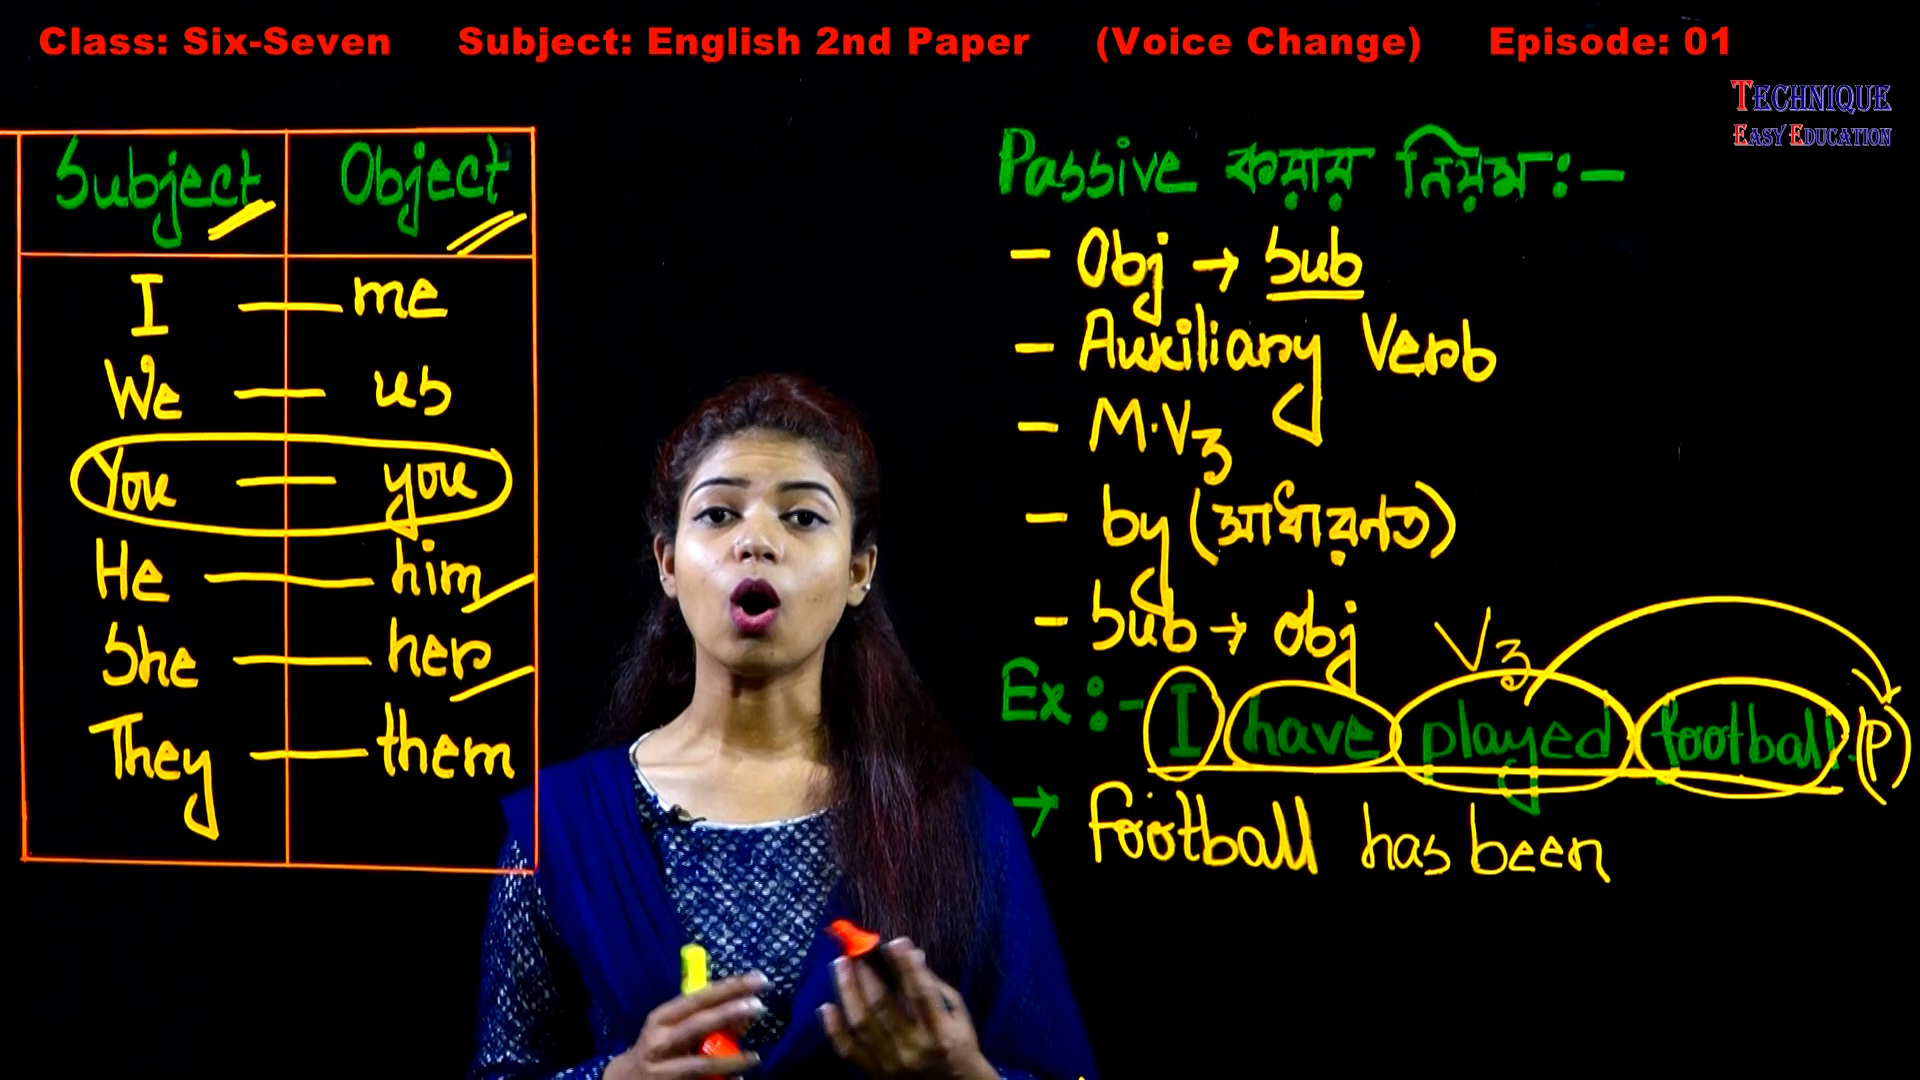 Class: Six-Seven Subject: English 2nd Paper (Voice Change) Episode: 01
TECHNIQUE
EASY EDUCATION
Subject Object
I — me
We — us
You — you
He — him
She — her
They — them
Passive করার নিয়ম :-
- Obj → Sub
- Auxiliary Verb
- M.V3
- by (সাধারনত)
- Sub → Obj
V3
Ex :- I have played football. (P)
→ Football has been